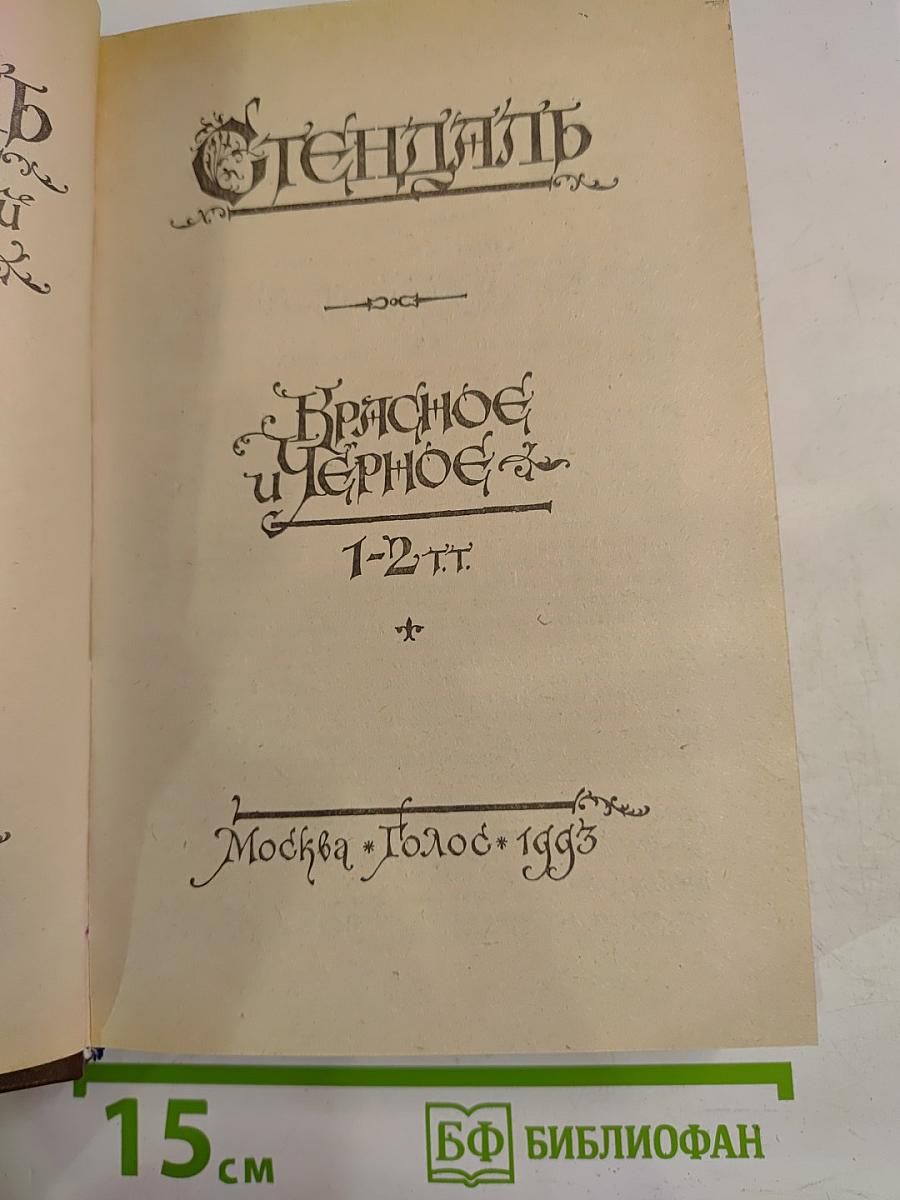 Ь
й
Стендаль
Красное
и Черное
1-2 т.т.
Москва * Голос * 1993
15 см
БФ БИБЛИОФАН